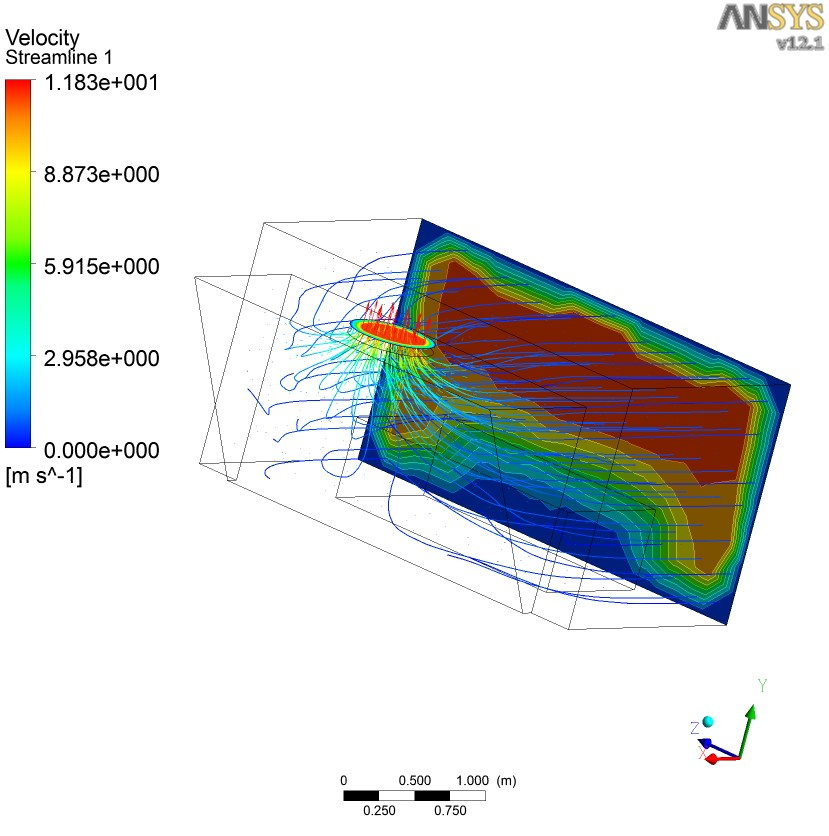 ANSYS
v12.1
Velocity
Streamline 1
1.183e+001
8.873e+000
5.915e+000
2.958e+000
0.000e+000
[m s^-1]
Y
Z
X
0 0.500 1.000 (m)
0.250 0.750